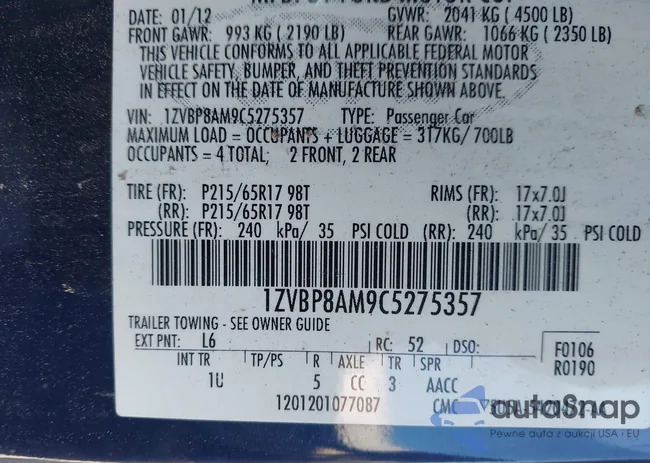 DATE: 01/12 GVWR: 2041 KG ( 4500 LB)
FRONT GAWR: 993 KG ( 2190 LB) REAR GAWR: 1066 KG ( 2350 LB)
THIS VEHICLE CONFORMS TO ALL APPLICABLE FEDERAL MOTOR
VEHICLE SAFETY, BUMPER, AND THEFT PREVENTION STANDARDS
IN EFFECT ON THE DATE OF MANUFACTURE SHOWN ABOVE.
VIN: 1ZVBP8AM9C5275357 TYPE: Passenger Car
MAXIMUM LOAD = OCCUPANTS + LUGGAGE = 317KG/ 700LB
OCCUPANTS = 4 TOTAL; 2 FRONT, 2 REAR
TIRE (FR): P215/65R17 98T RIMS (FR): 17x7.0J
(RR): P215/65R17 98T (RR): 17x7.0J
PRESSURE (FR): 240 kPa/ 35 PSI COLD (RR): 240 kPa/ 35 PSI COLD
1ZVBP8AM9C5275357
TRAILER TOWING - SEE OWNER GUIDE
EXT PNT: L6 RC: 52 DSO: F0106
INT TR TP/PS R AXLE TR SPR R0190
1U 5 CC 3 AACC
1201201077087 CMC
autoSnap
Pewne auta z aukcji USA i EU